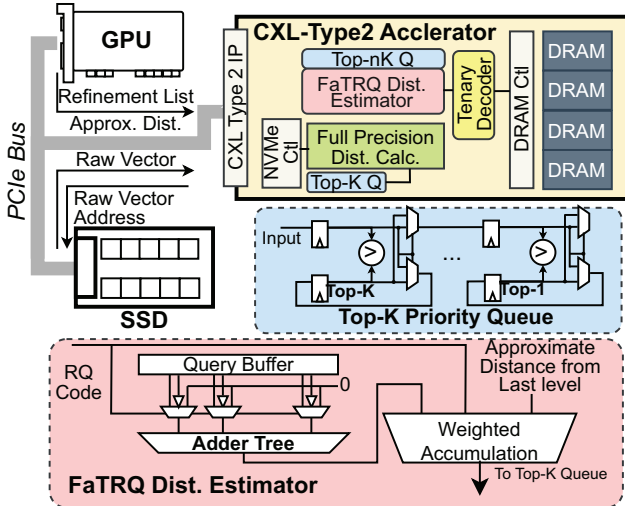 GPU
Refinement List
Approx. Dist.
PCIe Bus
Raw Vector
Raw Vector
Address
SSD
CXL-Type2 Acclerator
CXL Type 2 IP
Top-nK Q
FaTRQ Dist.
Estimator
Tenary
Decoder
DRAM Ctl
DRAM
DRAM
DRAM
DRAM
NVMe
Ctl
Full Precision
Dist. Calc.
Top-K Q
Input
V
...
V
Top-K
Top-1
Top-K Priority Queue
RQ
Code
Query Buffer
0
Adder Tree
Approximate
Distance from
Last level
Weighted
Accumulation
To Top-K Queue
FaTRQ Dist. Estimator